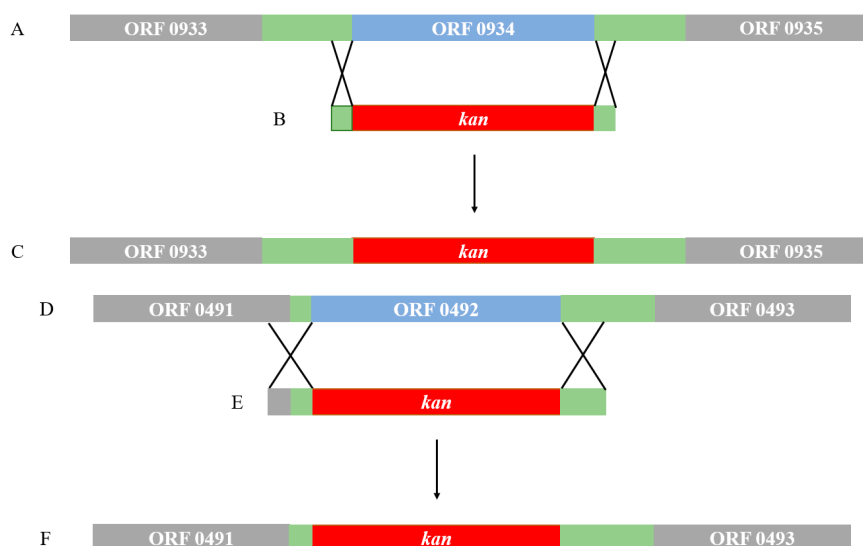 A ORF 0933 ORF 0934 ORF 0935
B kan
C ORF 0933 kan ORF 0935
D ORF 0491 ORF 0492 ORF 0493
E kan
F ORF 0491 kan ORF 0493